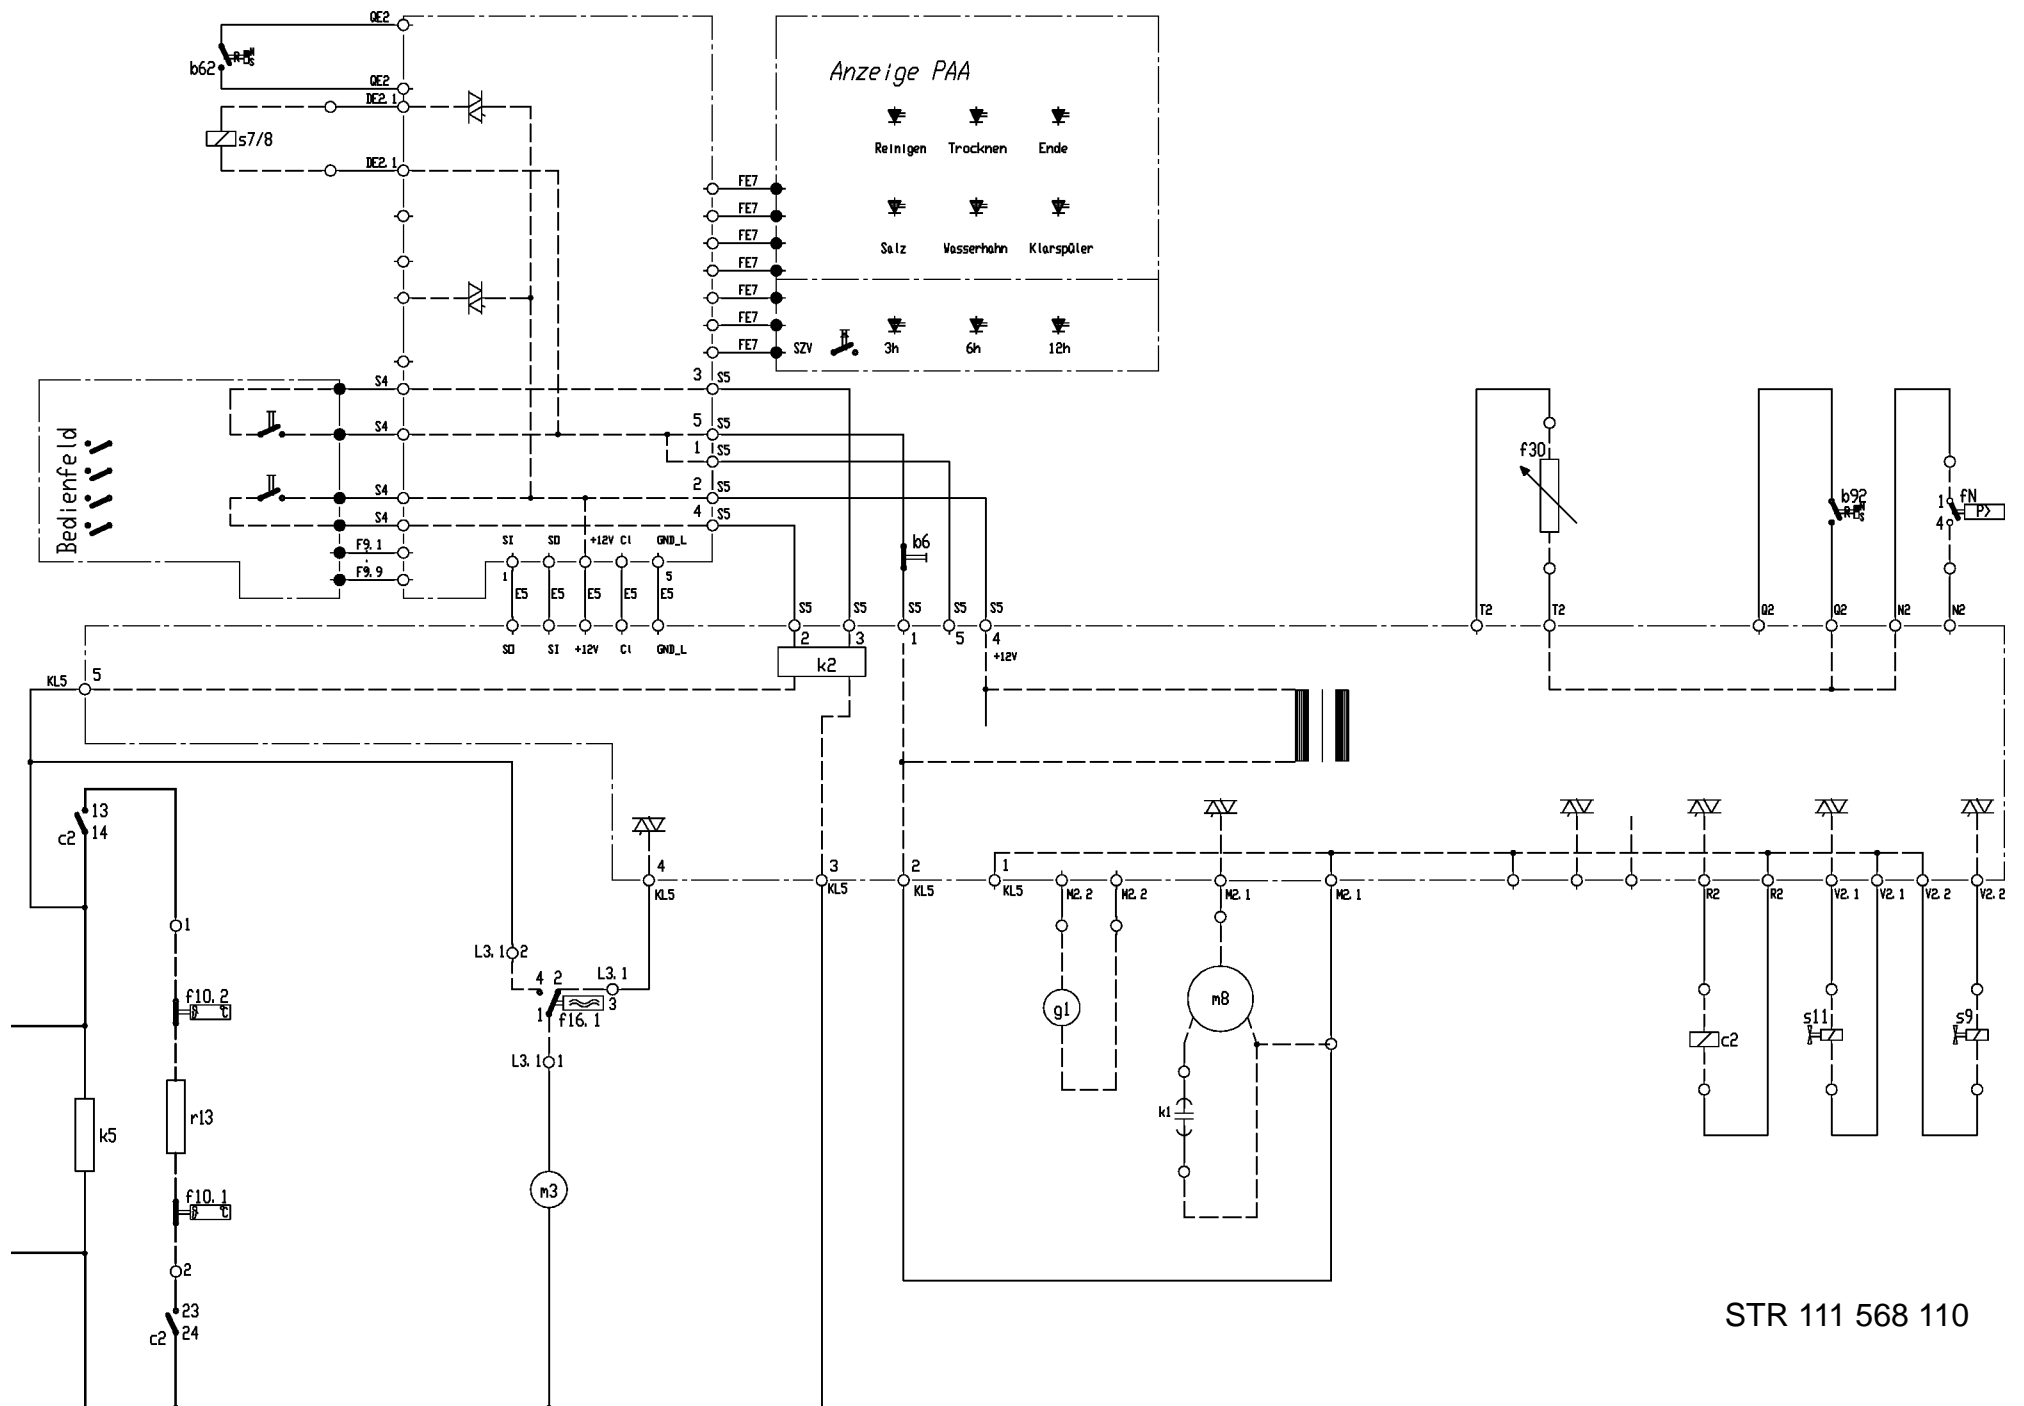 QE2
b62
R
N
S
QE2
DE2.1
s7/8
DE2.1
Anzeige PAA
Reinigen Trocknen Ende
Salz Wasserhahn Klarspüler
SZV 3h 6h 12h
FE7
FE7
FE7
FE7
FE7
FE7
FE7
Bedienfeld
S4
S4
S4
S4
F9.1
F9.9
3 S5
5 S5
1 S5
2 S5
4 S5
SI SO +12V Cl GND_L
1 5
E5 E5 E5 E5 E5
SO SI +12V Cl GND_L
b6
S5 S5 S5 S5 S5
2 3 1 5 4
+12V
k2
f30
b92
R
N
S
1 fN
4 P>
T2 T2 Q2 Q2 N2 N2
KL5 5
13
14
c2
4
KL5
3
KL5
2
KL5
1
KL5
M2.2 M2.2 M2.1 M2.1 R2 R2 V2.1 V2.1 V2.2 V2.2
1
L3.1 2
4 2 L3.1
3
1 f16.1
L3.1 1
f10.2
°C
g1
m8
c2
s11
s9
k1
r13
k5
m3
f10.1
°C
2
23
24
c2
STR 111 568 110